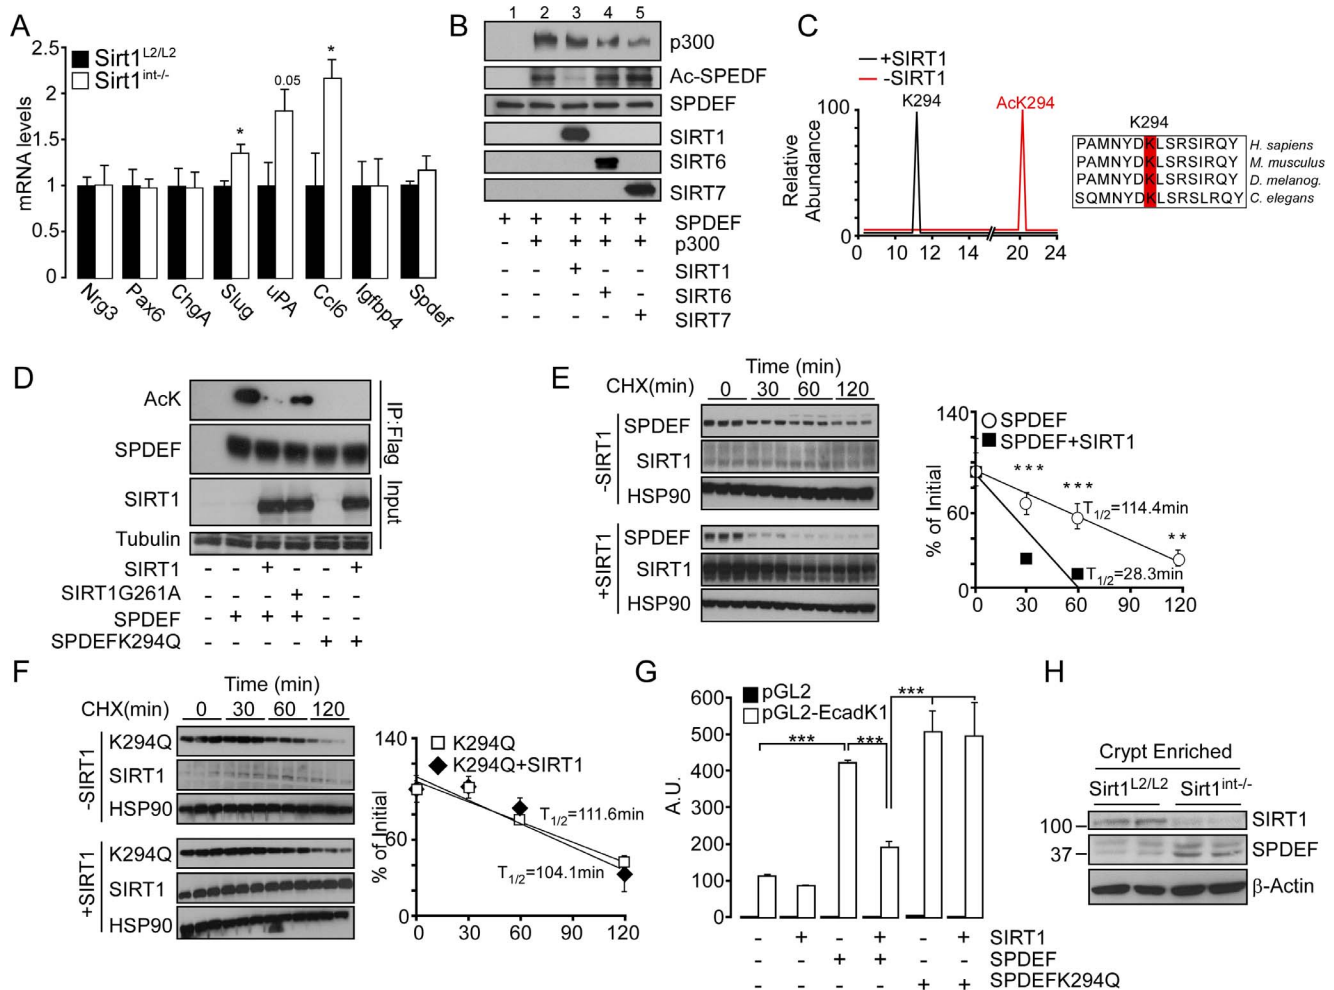 A
Sirt1L2/L2
Sirt1int-/-
mRNA levels
2.5
2
1.5
1
0.5
0
*
0.05
*
Nrg3
Pax6
ChgA
Slug
uPA
Ccl6
Igfbp4
Spdef
B
1 2 3 4 5
p300
Ac-SPEDF
SPDEF
SIRT1
SIRT6
SIRT7
+ + + + + SPDEF
- + + + + p300
- - + - - SIRT1
- - - + - SIRT6
- - - - + SIRT7
C
+SIRT1
-SIRT1
K294
AcK294
Relative
Abundance
100
0
0 10 12 14 20 24
K294
PAMNYDKLSRSIRQY H. sapiens
PAMNYDKLSRSIRQY M. musculus
PAMNYDKLSRSIRQY D. melanog.
SQMNYDKLSRSLRQY C. elegans
D
AcK
SPDEF
SIRT1
Tubulin
IP:Flag
Input
SIRT1 - - + - - +
SIRT1G261A - - - + - -
SPDEF - + + + - -
SPDEFK294Q - - - - + +
E
Time (min)
CHX(min) 0 30 60 120
-SIRT1
SPDEF
SIRT1
HSP90
+SIRT1
SPDEF
SIRT1
HSP90
% of Initial
140
60
0
SPDEF
SPDEF+SIRT1
***
***
**
T1/2=114.4min
T1/2=28.3min
0 30 60 90 120
F
Time (min)
CHX(min) 0 30 60 120
-SIRT1
K294Q
SIRT1
HSP90
+SIRT1
K294Q
SIRT1
HSP90
% of Initial
140
60
0
K294Q
K294Q+SIRT1
T1/2=111.6min
T1/2=104.1min
0 30 60 90 120
G
pGL2
pGL2-EcadK1
A.U.
600
500
400
300
200
100
0
***
***
***
- + - + - + SIRT1
- - + + - - SPDEF
- - - - + + SPDEFK294Q
H
Crypt Enriched
Sirt1L2/L2 Sirt1int-/-
100
37
SIRT1
SPDEF
β-Actin